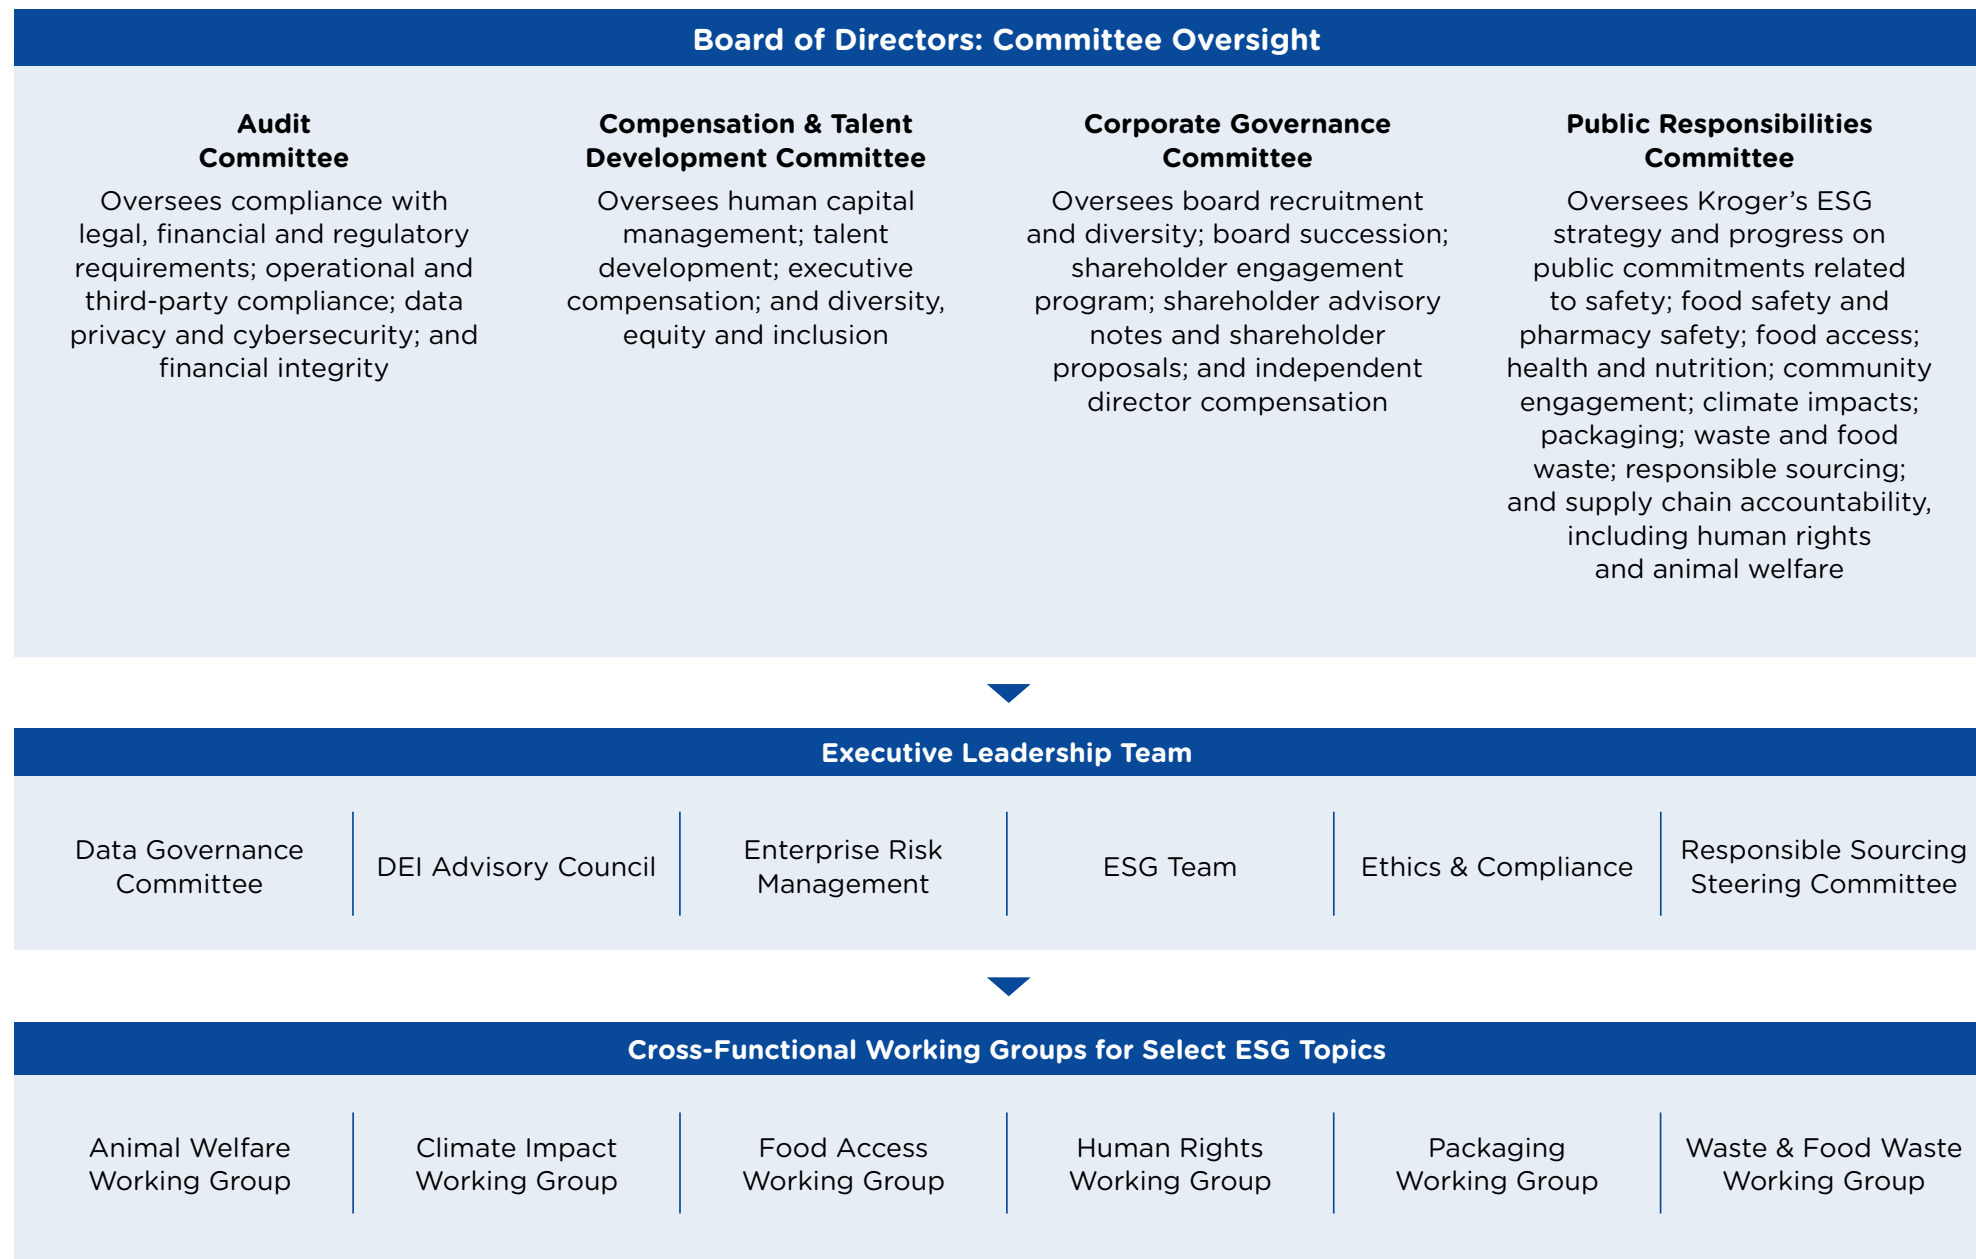 Board of Directors: Committee Oversight
Audit
Committee
Oversees compliance with
legal, financial and regulatory
requirements; operational and
third-party compliance; data
privacy and cybersecurity; and
financial integrity
Compensation & Talent
Development Committee
Oversees human capital
management; talent
development; executive
compensation; and diversity,
equity and inclusion
Corporate Governance
Committee
Oversees board recruitment
and diversity; board succession;
shareholder engagement
program; shareholder advisory
notes and shareholder
proposals; and independent
director compensation
Public Responsibilities
Committee
Oversees Kroger’s ESG
strategy and progress on
public commitments related
to safety; food safety and
pharmacy safety; food access;
health and nutrition; community
engagement; climate impacts;
packaging; waste and food
waste; responsible sourcing;
and supply chain accountability,
including human rights
and animal welfare
Executive Leadership Team
Data Governance
Committee
DEI Advisory Council
Enterprise Risk
Management
ESG Team
Ethics & Compliance
Responsible Sourcing
Steering Committee
Cross-Functional Working Groups for Select ESG Topics
Animal Welfare
Working Group
Climate Impact
Working Group
Food Access
Working Group
Human Rights
Working Group
Packaging
Working Group
Waste & Food Waste
Working Group